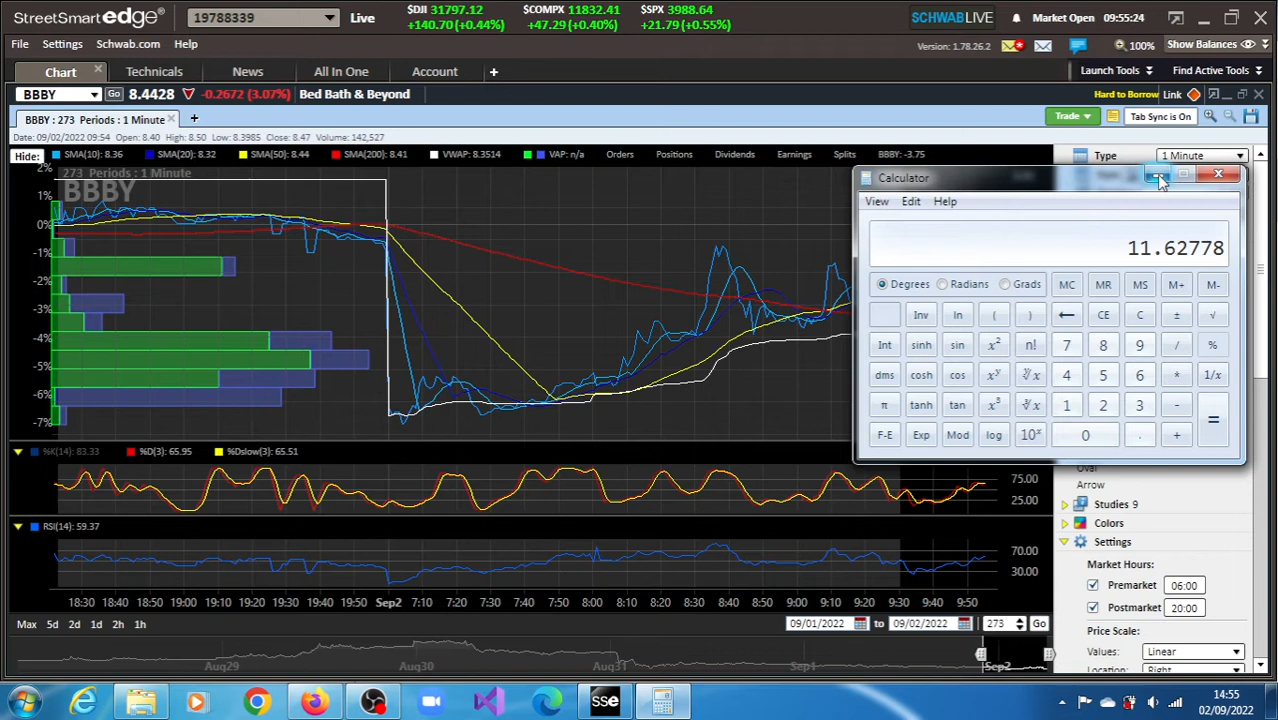 StreetSmart edge 19788339 Live $DJI 31797.12 $COMPX 11832.41 $SPX 3988.64 SCHWABLIVE Market Open 09:55:24
+140.70 (+0.44%) +47.29 (+0.40%) +21.79 (+0.55%)
File Settings Schwab.com Help Version: 1.78.26.2 100% Show Balances
Chart Technicals News All In One Account + Launch Tools Find Active Tools
BBBY Go 8.4428 -0.2672 (3.07%) Bed Bath & Beyond Hard to Borrow Link
BBBY : 273 Periods : 1 Minute + Trade Tab Sync is On
Date: 09/02/2022 09:54 Open: 8.40 High: 8.50 Low: 8.3985 Close: 8.47 Volume: 142,527
Hide: SMA(10): 8.36 SMA(20): 8.32 SMA(50): 8.44 SMA(200): 8.41 VWAP: 8.3514 VAP: n/a Orders Positions Dividends Earnings Splits BBBY: -3.75 Type 1 Minute
2% 273 Periods : 1 Minute
BBBY
1%
0%
-1%
-3%
-4%
-5%
-6%
-7%
Calculator
View Edit Help
11.62778
Degrees Radians Grads MC MR MS M+ M-
Inv ln ( ) ← CE C ± √
Int sinh sin x² n! 7 8 9 / %
dms cosh cos xʸ ʸ√x 4 5 6 * 1/x
π tanh tan x³ ³√x 1 2 3 - =
F-E Exp Mod log 10ˣ 0 . +
Oval
Arrow
Studies 9
Colors
Settings
Market Hours:
Premarket 06:00
Postmarket 20:00
Price Scale:
Values: Linear
Location: Right
%K(14): 83.33 %D(3): 65.95 %Dslow(3): 65.51
75.00
25.00
RSI(14): 59.37
70.00
30.00
18:30 18:40 18:50 19:00 19:10 19:20 19:30 19:40 19:50 Sep2 7:10 7:20 7:30 7:40 7:50 8:00 8:10 8:20 8:30 8:40 8:50 9:00 9:10 9:20 9:30 9:40 9:50
Max 5d 2d 1d 2h 1h 09/01/2022 to 09/02/2022 273 Go
Aug29 Aug30 Aug31 Sep1 Sep2
sse
14:55
02/09/2022